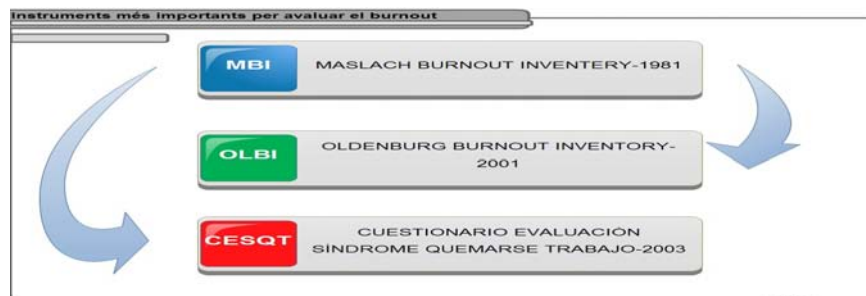 Instruments més importants per avaluar el burnout
MBI
MASLACH BURNOUT INVENTERY-1981
OLBI
OLDENBURG BURNOUT INVENTORY-
2001
CESQT
CUESTIONARIO EVALUACIÓN
SÍNDROME QUEMARSE TRABAJO-2003